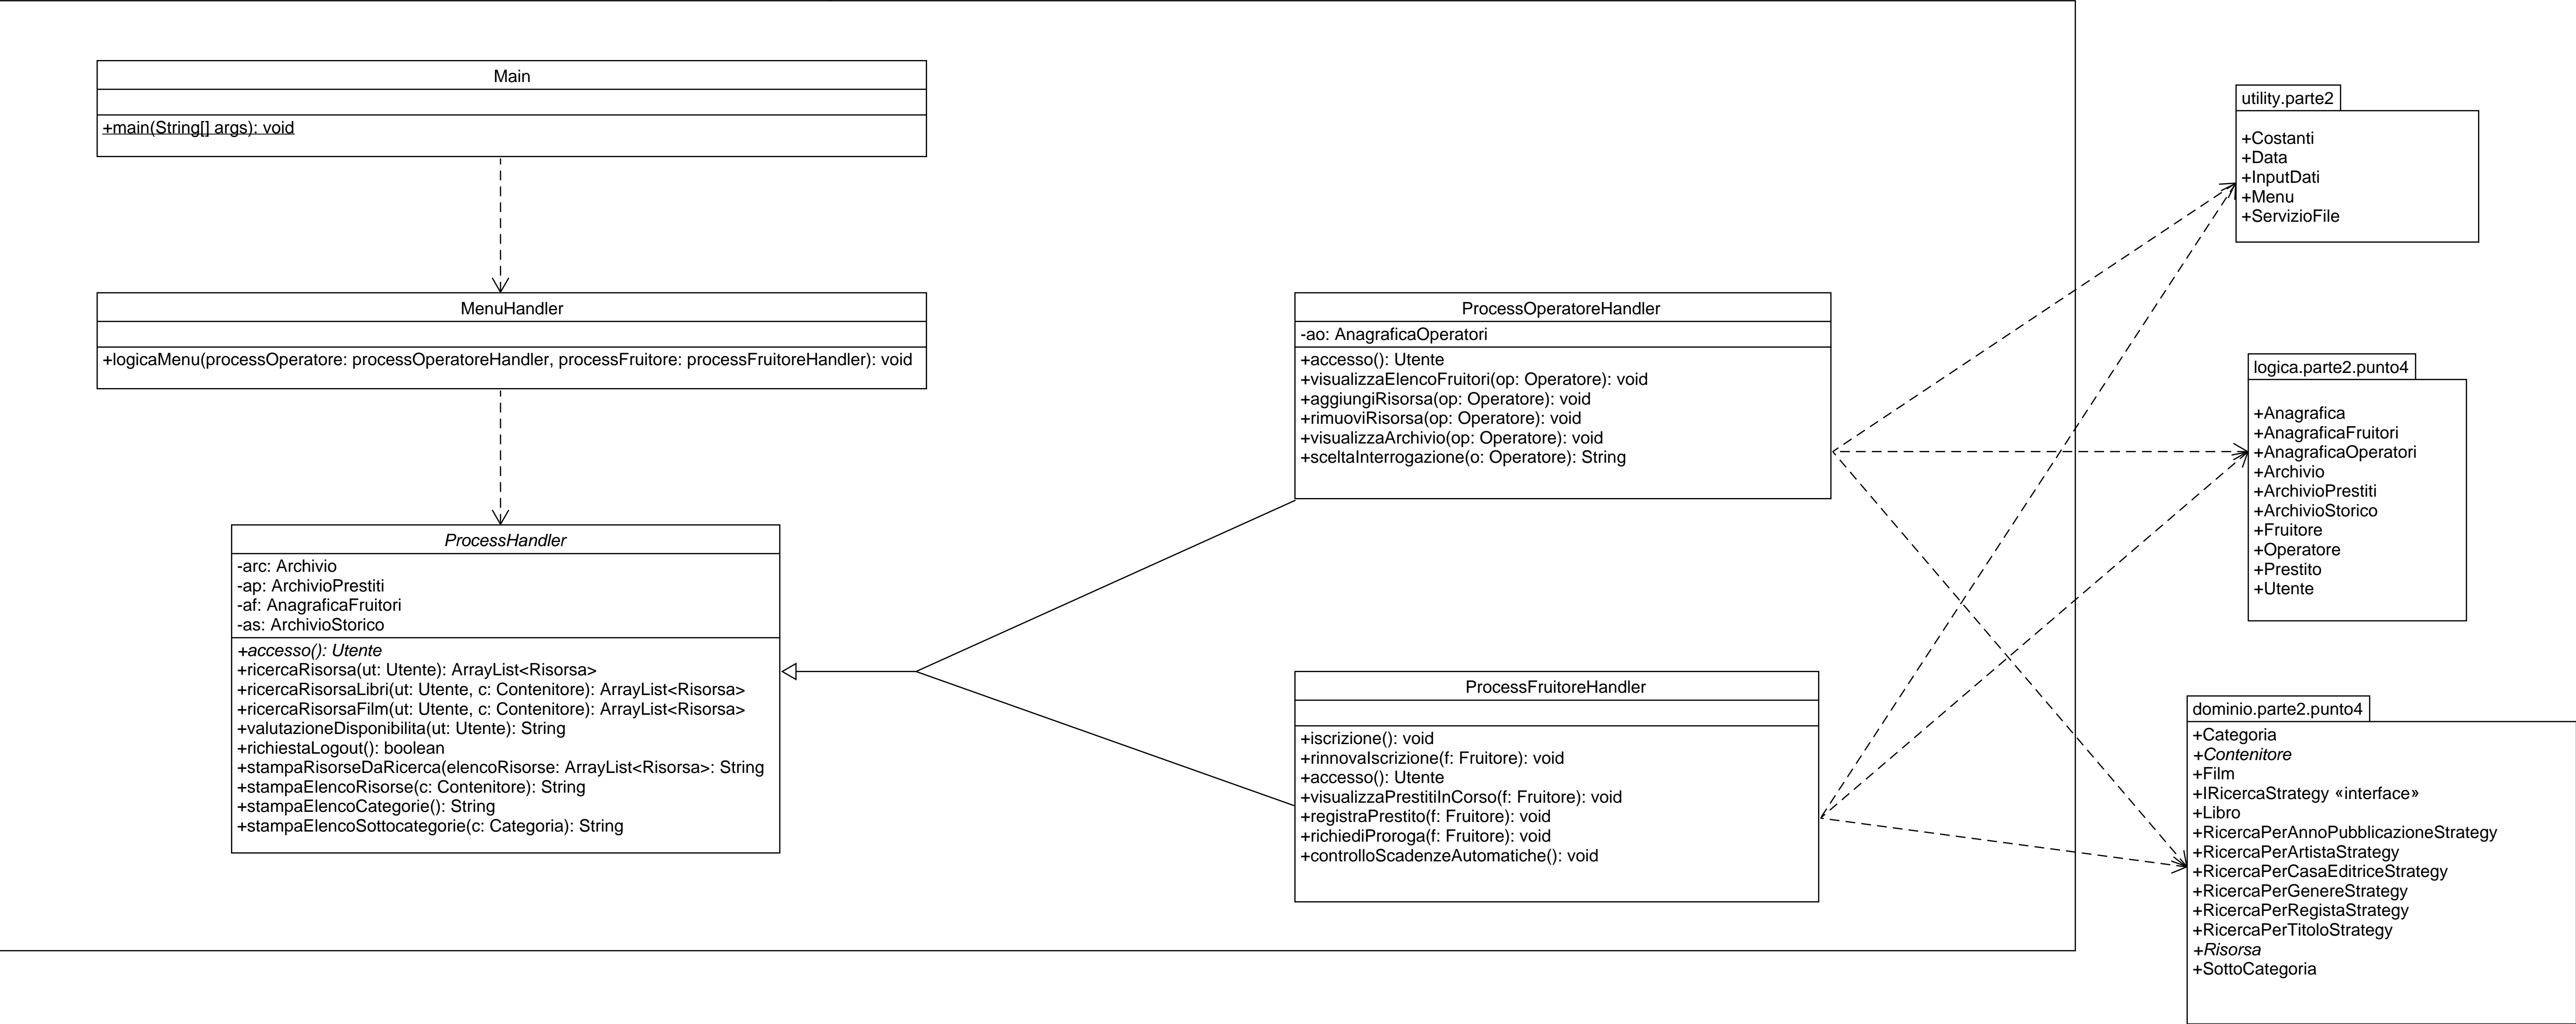 Main
+main(String[] args): void
MenuHandler
+logicaMenu(processOperatore: processOperatoreHandler, processFruitore: processFruitoreHandler): void
ProcessHandler
-arc: Archivio
-ap: ArchivioPrestiti
-af: AnagraficaFruitori
-as: ArchivioStorico
+accesso(): Utente
+ricercaRisorsa(ut: Utente): ArrayList<Risorsa>
+ricercaRisorsaLibri(ut: Utente, c: Contenitore): ArrayList<Risorsa>
+ricercaRisorsaFilm(ut: Utente, c: Contenitore): ArrayList<Risorsa>
+valutazioneDisponibilita(ut: Utente): String
+richiestaLogout(): boolean
+stampaRisorseDaRicerca(elencoRisorse: ArrayList<Risorsa>: String
+stampaElencoRisorse(c: Contenitore): String
+stampaElencoCategorie(): String
+stampaElencoSottocategorie(c: Categoria): String
ProcessOperatoreHandler
-ao: AnagraficaOperatori
+accesso(): Utente
+visualizzaElencoFruitori(op: Operatore): void
+aggiungiRisorsa(op: Operatore): void
+rimuoviRisorsa(op: Operatore): void
+visualizzaArchivio(op: Operatore): void
+sceltaInterrogazione(o: Operatore): String
ProcessFruitoreHandler
+iscrizione(): void
+rinnovaIscrizione(f: Fruitore): void
+accesso(): Utente
+visualizzaPrestitiInCorso(f: Fruitore): void
+registraPrestito(f: Fruitore): void
+richiediProroga(f: Fruitore): void
+controlloScadenzeAutomatiche(): void
utility.parte2
+Costanti
+Data
+InputDati
+Menu
+ServizioFile
logica.parte2.punto4
+Anagrafica
+AnagraficaFruitori
+AnagraficaOperatori
+Archivio
+ArchivioPrestiti
+ArchivioStorico
+Fruitore
+Operatore
+Prestito
+Utente
dominio.parte2.punto4
+Categoria
+Contenitore
+Film
+IRicercaStrategy «interface»
+Libro
+RicercaPerAnnoPubblicazioneStrategy
+RicercaPerArtistaStrategy
+RicercaPerCasaEditriceStrategy
+RicercaPerGenereStrategy
+RicercaPerRegistaStrategy
+RicercaPerTitoloStrategy
+Risorsa
+SottoCategoria